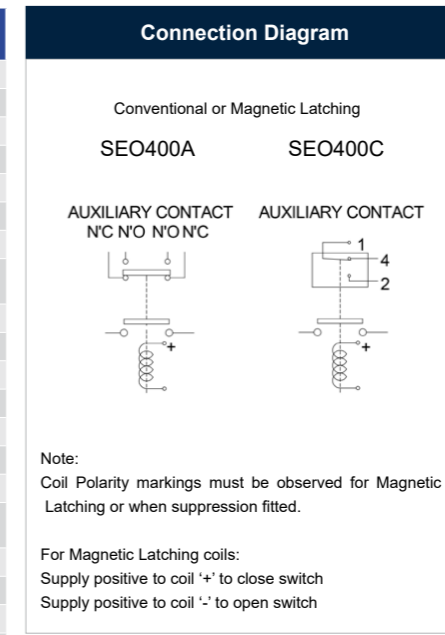 Connection Diagram
Conventional or Magnetic Latching
SEO400A SEO400C
AUXILIARY CONTACT AUXILIARY CONTACT
N'C N'O N'O N'C
1
4
2
+ +
Note:
Coil Polarity markings must be observed for Magnetic
Latching or when suppression fitted.
For Magnetic Latching coils:
Supply positive to coil ‘+’ to close switch
Supply positive to coil ‘-’ to open switch